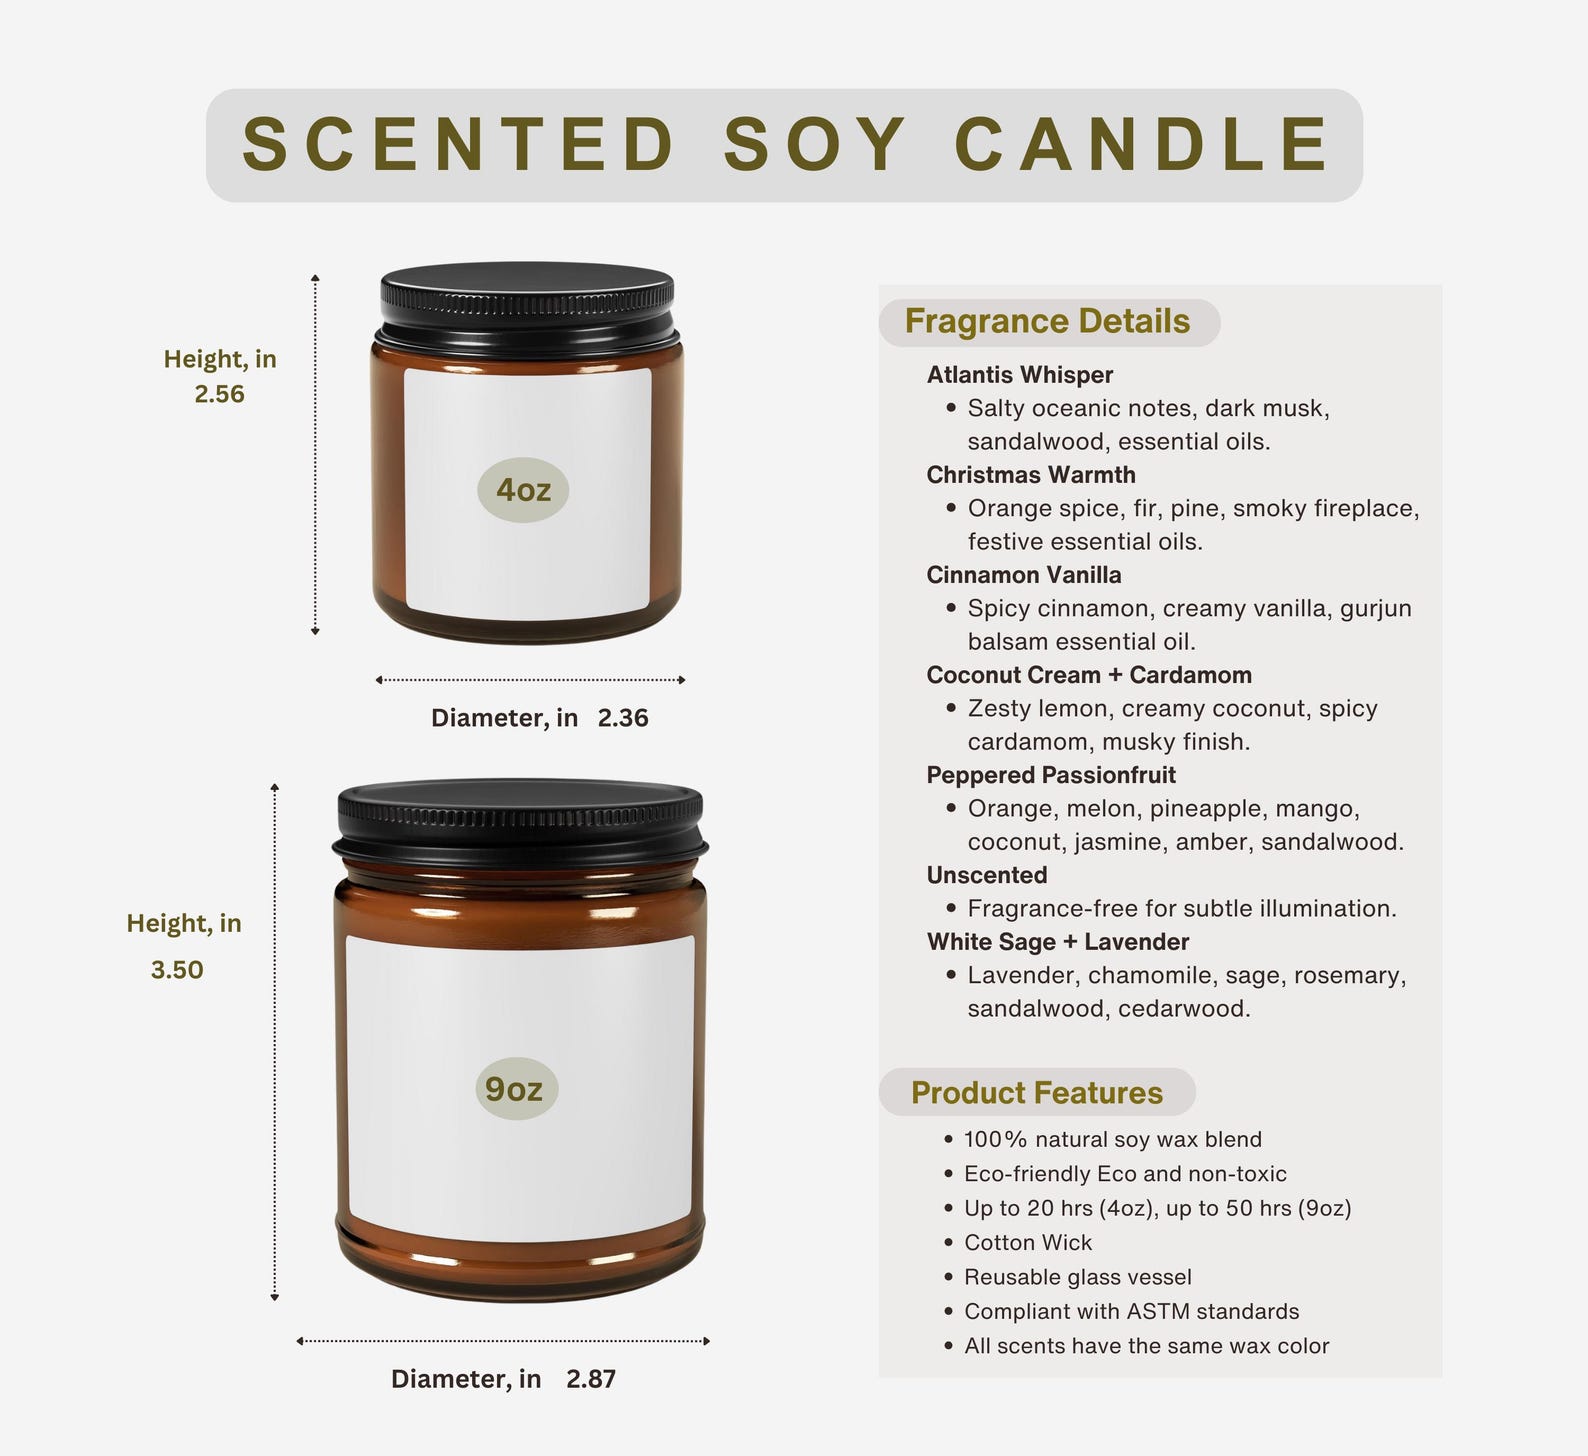 SCENTED SOY CANDLE
Height, in
2.56
4oz
Diameter, in 2.36
Height, in
3.50
9oz
Diameter, in 2.87
Fragrance Details
Atlantis Whisper
• Salty oceanic notes, dark musk,
sandalwood, essential oils.
Christmas Warmth
• Orange spice, fir, pine, smoky fireplace,
festive essential oils.
Cinnamon Vanilla
• Spicy cinnamon, creamy vanilla, gurjun
balsam essential oil.
Coconut Cream + Cardamom
• Zesty lemon, creamy coconut, spicy
cardamom, musky finish.
Peppered Passionfruit
• Orange, melon, pineapple, mango,
coconut, jasmine, amber, sandalwood.
Unscented
• Fragrance-free for subtle illumination.
White Sage + Lavender
• Lavender, chamomile, sage, rosemary,
sandalwood, cedarwood.
Product Features
• 100% natural soy wax blend
• Eco-friendly Eco and non-toxic
• Up to 20 hrs (4oz), up to 50 hrs (9oz)
• Cotton Wick
• Reusable glass vessel
• Compliant with ASTM standards
• All scents have the same wax color